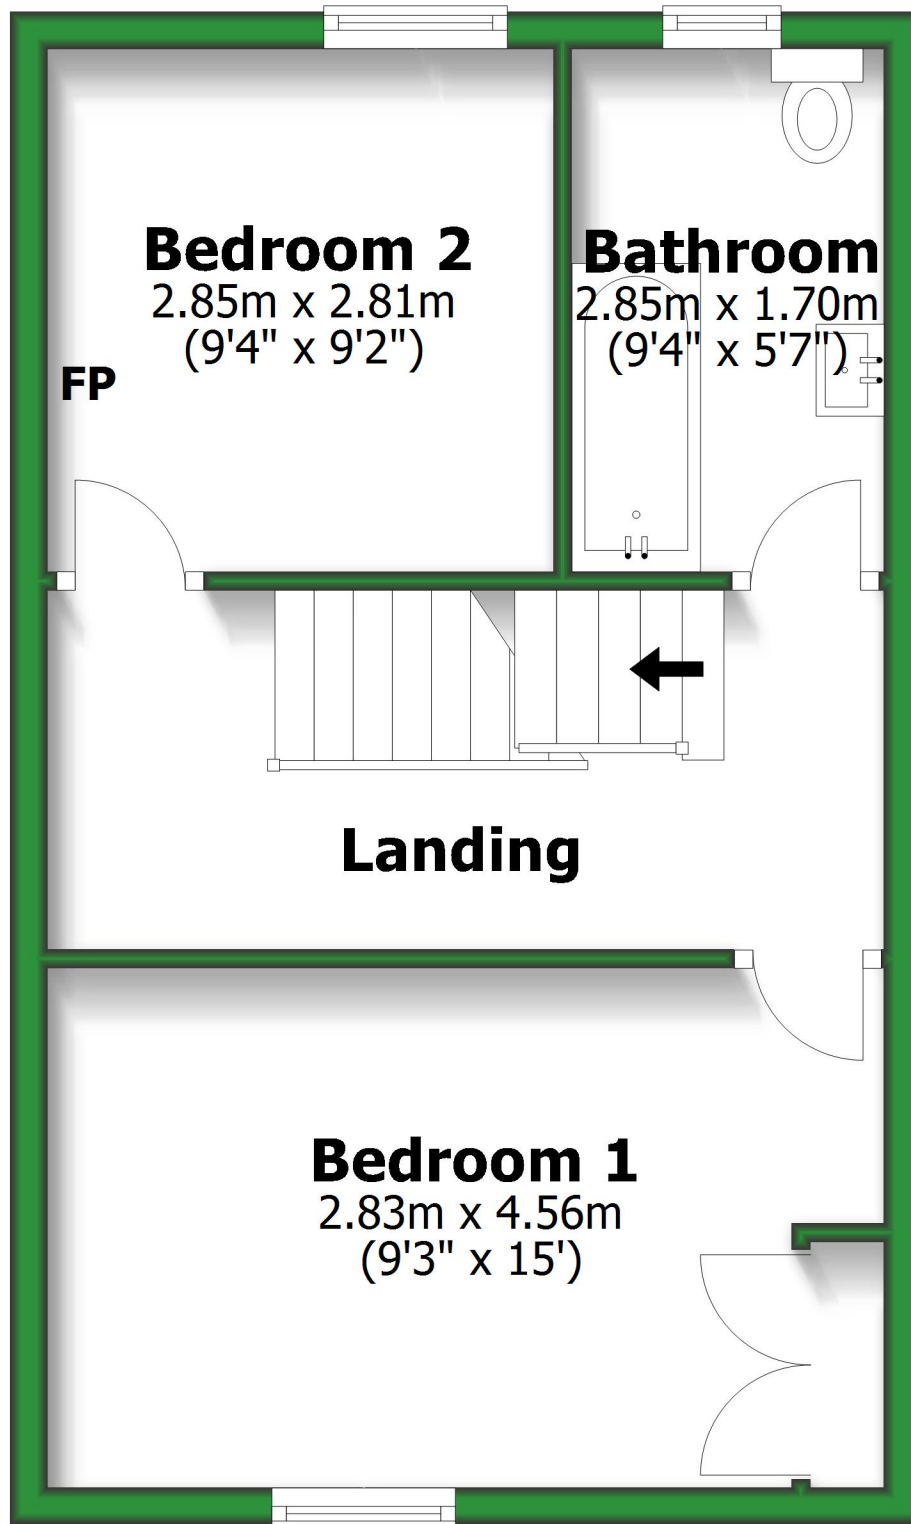 Bedroom 2
2.85m x 2.81m
(9'4" x 9'2")
Bathroom
2.85m x 1.70m
(9'4" x 5'7")
FP
Landing
Bedroom 1
2.83m x 4.56m
(9'3" x 15')